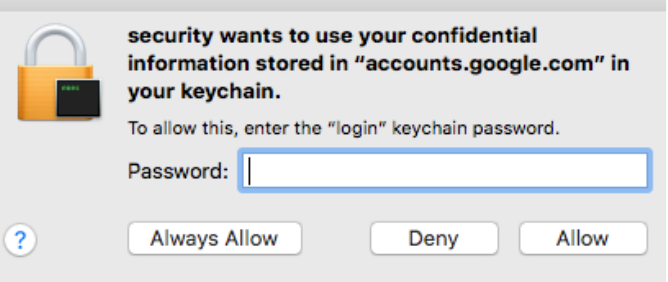 security wants to use your confidential
information stored in “accounts.google.com” in
your keychain.
To allow this, enter the “login” keychain password.
Password:
?
Always Allow
Deny
Allow